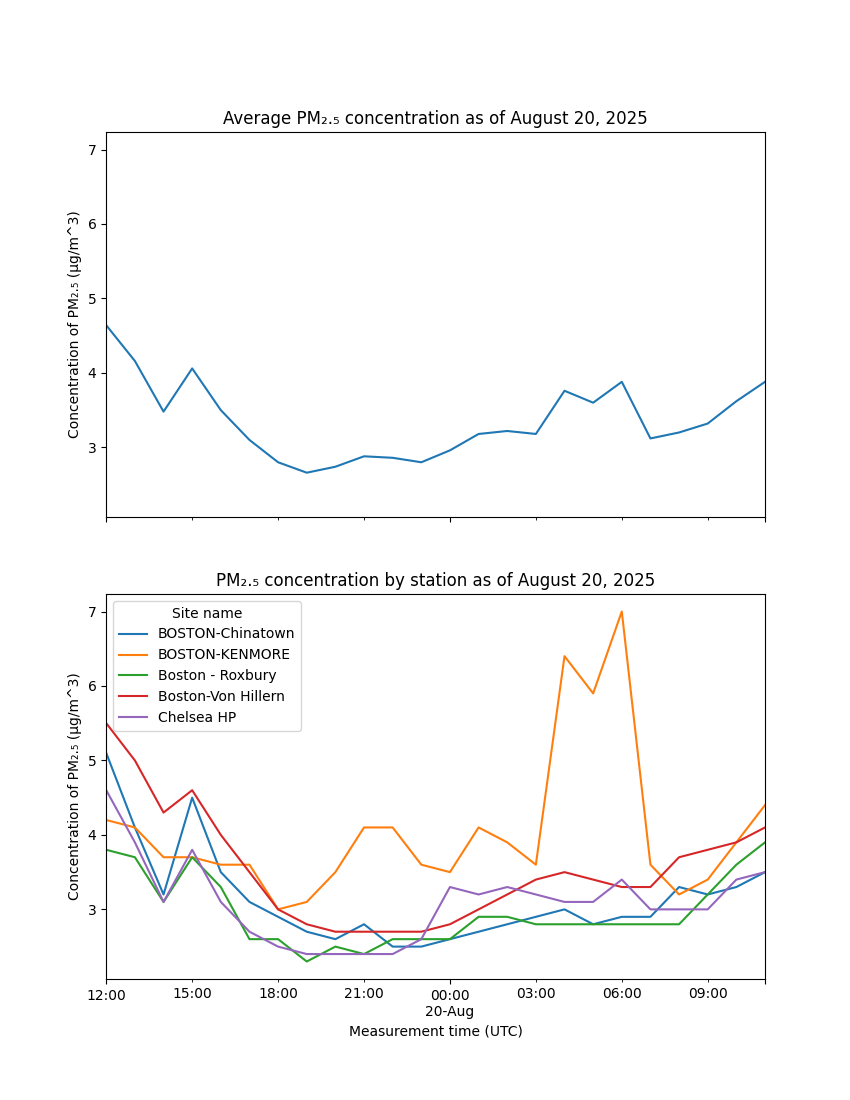 Average PM₂.₅ concentration as of August 20, 2025
Concentration of PM₂.₅ (µg/m^3)
7
6
5
4
3
PM₂.₅ concentration by station as of August 20, 2025
Concentration of PM₂.₅ (µg/m^3)
7
6
5
4
3
Site name
BOSTON-Chinatown
BOSTON-KENMORE
Boston - Roxbury
Boston-Von Hillern
Chelsea HP
12:00 15:00 18:00 21:00 00:00 03:00 06:00 09:00
20-Aug
Measurement time (UTC)